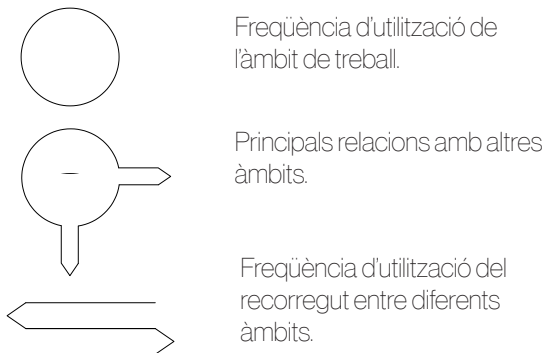 Freqüència d’utilització de
l’àmbit de treball.
Principals relacions amb altres
àmbits.
Freqüència d’utilització del
recorregut entre diferents
àmbits.